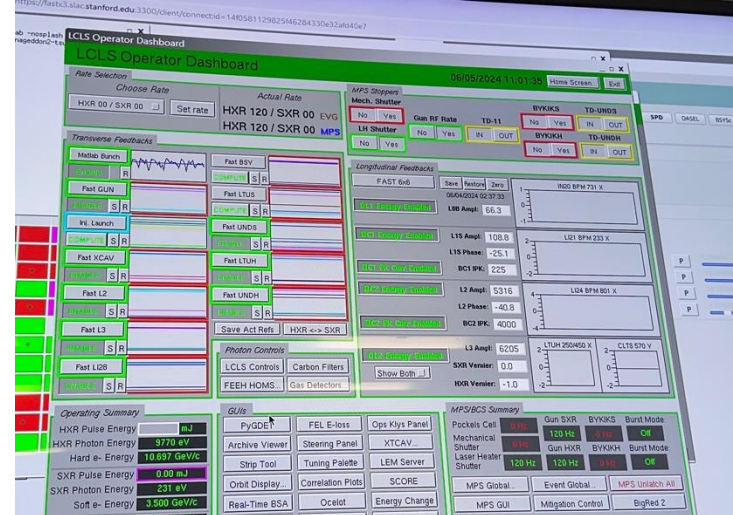 https://fastx3.slac.stanford.edu:3300/client/connect
LCLS Operator Dashboard
LCLS Operator Dashboard
06/05/2024 11:01:35 Home Screen... Exit
Rate Selection
Choose Rate
Actual Rate
HXR 00 / SXR 00
Set rate
HXR 120 / SXR 00 EVG
HXR 120 / SXR 00 MPS
MPS Stoppers
Mech. Shutter
No Yes
LH Shutter
No Yes
Gun RF Rate
No Yes
TD-11
IN OUT
BYKIKS
No Yes
BYKIKH
No Yes
TD-UNDS
IN OUT
TD-UNDH
IN OUT
SPD DASEL
Transverse Feedbacks
Matlab Bunch
S R
Fast GUN
S R
Inj. Launch
COMPUTE S R
Fast XCAV
S R
Fast L2
S R
Fast L3
S R
Fast LI28
S R
Fast BSY
COMPUTE S R
Fast LTUS
COMPUTE S R
Fast UNDS
S R
Fast LTUH
S R
Fast UNDH
S R
Save Act Refs HXR <-> SXR
Photon Controls
LCLS Controls Carbon Filters
FEEH HOMS... Gas Detectors...
Longitudinal Feedbacks
FAST 6x6
Save Restore Zero
06/04/2024 02:37:33
L0B Ampl: 66.3
L1S Ampl: 108.8
L1S Phase: -25.1
BC1 IPK: 225
L2 Ampl: 5316
L2 Phase: -40.8
BC2 IPK: 4000
L3 Ampl: 6205
SXR Vernier: 0.0
HXR Vernier: -1.0
Show Both
IN20 BPM 731 X
LI21 BPM 233 X
LI24 BPM 801 X
LTUH 250/450 X
CLTS 570 Y
P
P
P
P
Operating Summary
HXR Pulse Energy mJ
HXR Photon Energy 9770 eV
Hard e- Energy 10.697 GeV/c
SXR Pulse Energy 0.00 mJ
SXR Photon Energy 231 eV
Soft e- Energy 3.500 GeV/c
GUIs
PyGDET FEL E-loss Ops Klys Panel
Archive Viewer Steering Panel XTCAV...
Strip Tool Tuning Palette LEM Server
Orbit Display... Correlation Plots SCORE
Real-Time BSA Ocelot Energy Change
MPS/BCS Summary
Pockels Cell
Mechanical Shutter
Laser Heater Shutter
120 Hz
Gun SXR
120 Hz
Gun HXR
120 Hz
BYKIKS
BYKIKH
120 Hz
Burst Mode
Off
Burst Mode
Off
MPS Global... Event Global... MPS Unlatch All
MPS GUI Mitigation Control BigRed 2